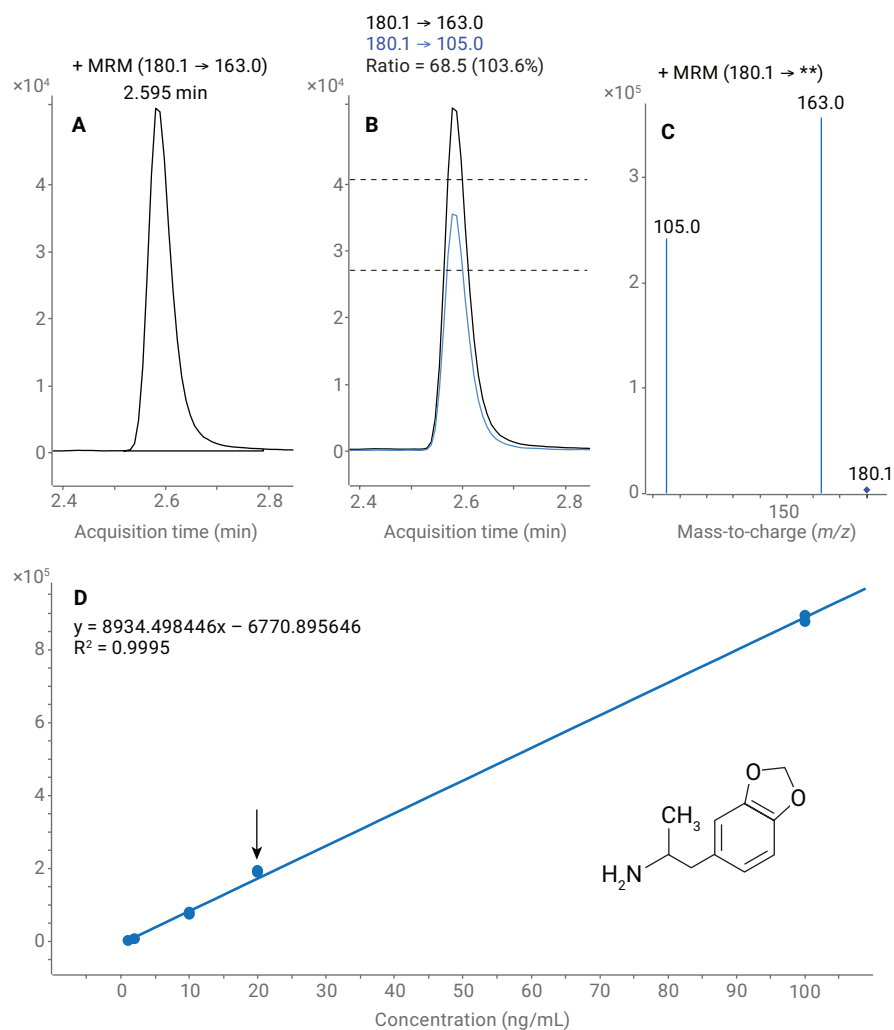 + MRM (180.1 → 163.0)
2.595 min
×10⁴
A
4
3
2
1
0
2.4 2.6 2.8
Acquisition time (min)
180.1 → 163.0
180.1 → 105.0
Ratio = 68.5 (103.6%)
×10⁴
B
4
3
2
1
0
2.4 2.6 2.8
Acquisition time (min)
+ MRM (180.1 → **)
×10⁵
163.0
C
105.0
180.1
3
2
1
0
150
Mass-to-charge (m/z)
×10⁵
D
y = 8934.498446x – 6770.895646
R² = 0.9995
8
6
4
2
0
O
O
CH₃
H₂N
0 10 20 30 40 50 60 70 80 90 100
Concentration (ng/mL)